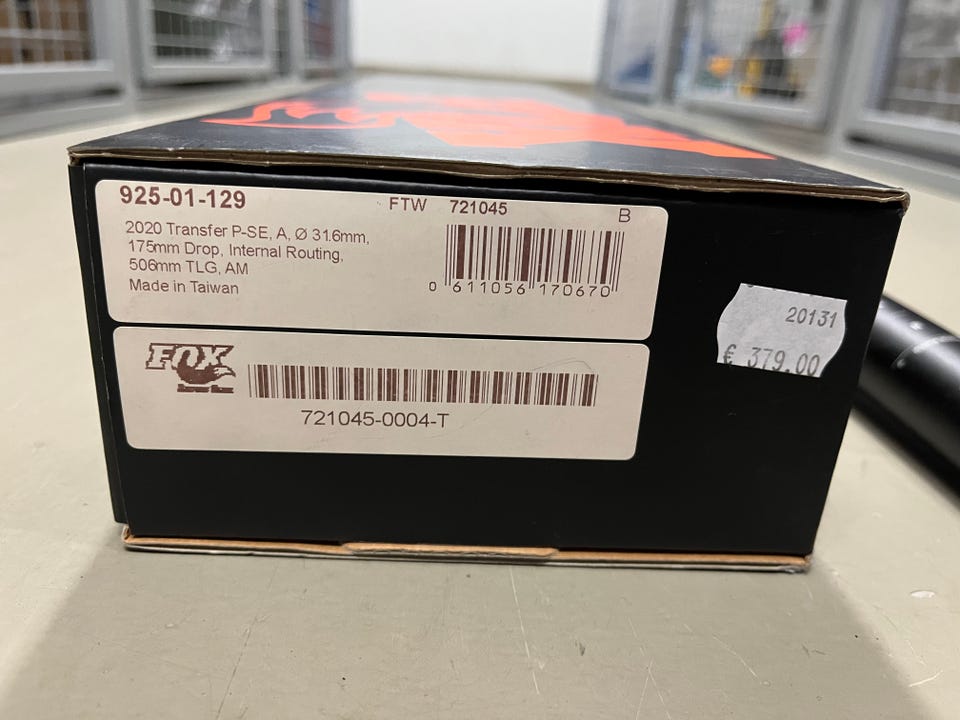 925-01-129
FTW 721045
B
2020 Transfer P-SE, A, Ø 31.6mm,
175mm Drop, Internal Routing,
506mm TLG, AM
Made in Taiwan
0 611056 170670
20131
€ 379.00
FOX
721045-0004-T